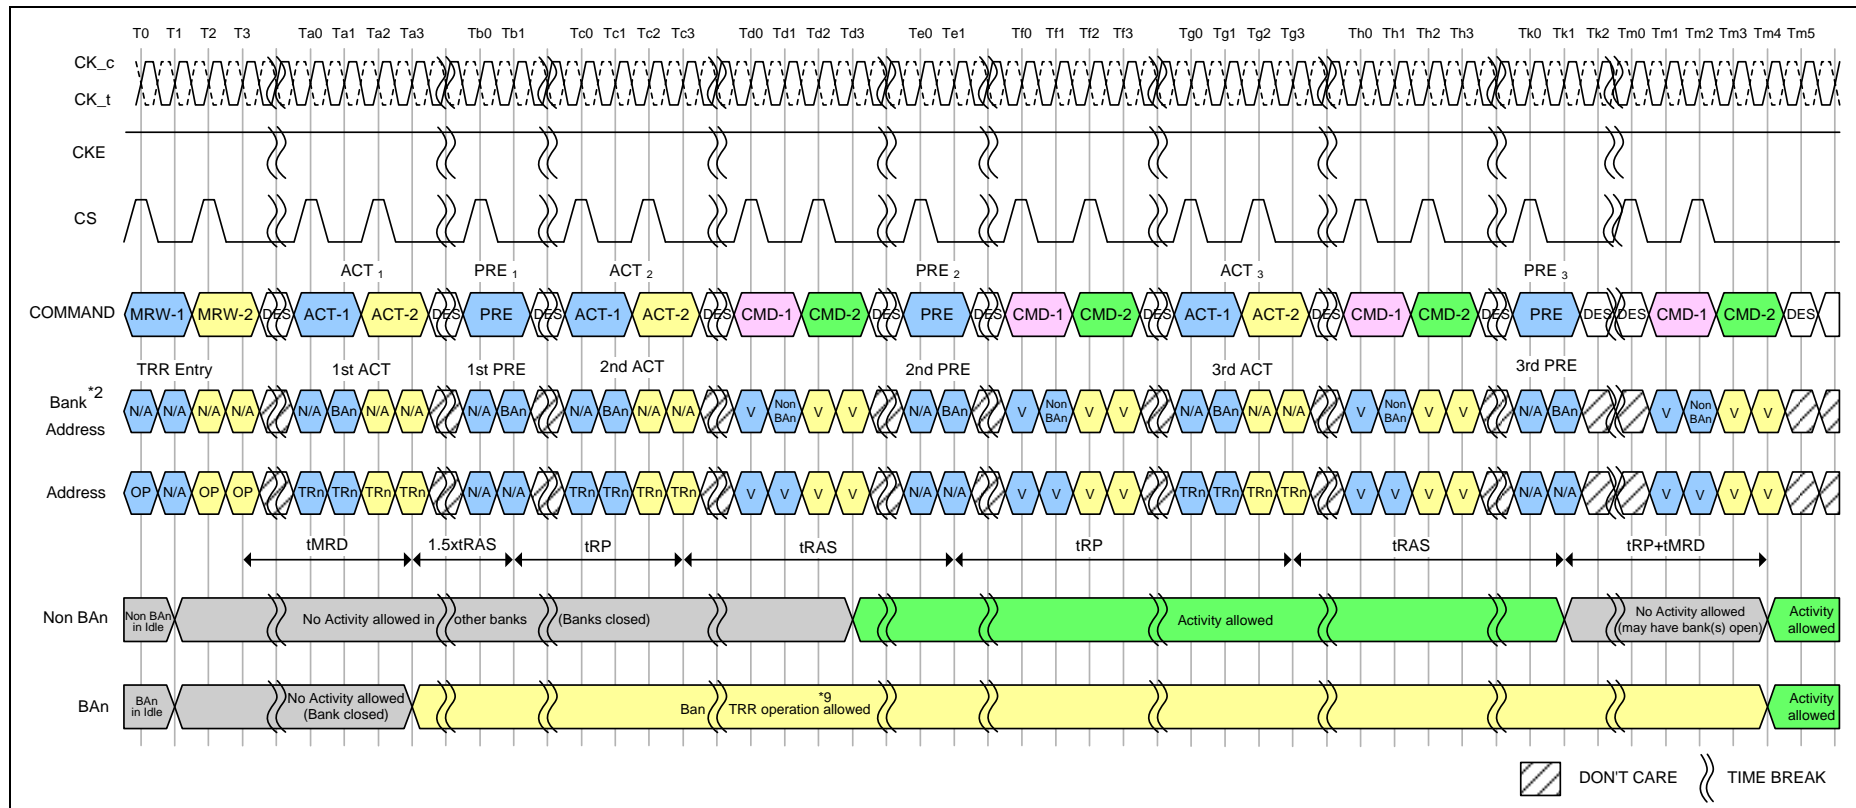 T0 T1 T2 T3 Ta0 Ta1 Ta2 Ta3 Tb0 Tb1 Tc0 Tc1 Tc2 Tc3 Td0 Td1 Td2 Td3 Te0 Te1 Tf0 Tf1 Tf2 Tf3 Tg0 Tg1 Tg2 Tg3 Th0 Th1 Th2 Th3 Tk0 Tk1 Tk2 Tm0 Tm1 Tm2 Tm3 Tm4 Tm5
CK_c
CK_t
CKE
CS
ACT 1 PRE 1 ACT 2 PRE 2 ACT 3 PRE 3
COMMAND MRW-1 MRW-2 DES ACT-1 ACT-2 DES PRE DES ACT-1 ACT-2 DES CMD-1 CMD-2 DES PRE DES CMD-1 CMD-2 DES ACT-1 ACT-2 DES CMD-1 CMD-2 DES PRE DES DES CMD-1 CMD-2 DES
TRR Entry 1st ACT 1st PRE 2nd ACT 2nd PRE 3rd ACT 3rd PRE
Bank*2
Address
N/A N/A N/A N/A N/A BAn N/A N/A N/A BAn N/A BAn N/A N/A V Non BAn V V N/A BAn V Non BAn V V N/A BAn N/A N/A V Non BAn V V N/A BAn V Non BAn V V
Address OP N/A OP OP TRn TRn TRn TRn N/A N/A TRn TRn TRn TRn V V V V N/A N/A V V V V TRn TRn TRn TRn V V V V N/A N/A V V V V
tMRD 1.5xtRAS tRP tRAS tRP tRAS tRP+tMRD
Non BAn
Non BAn
in Idle
No Activity allowed in other banks (Banks closed)
Activity allowed
No Activity allowed
(may have bank(s) open)
Activity
allowed
BAn
BAn
in Idle
No Activity allowed
(Bank closed)
Ban TRR operation allowed*9
Activity
allowed
DON'T CARE TIME BREAK